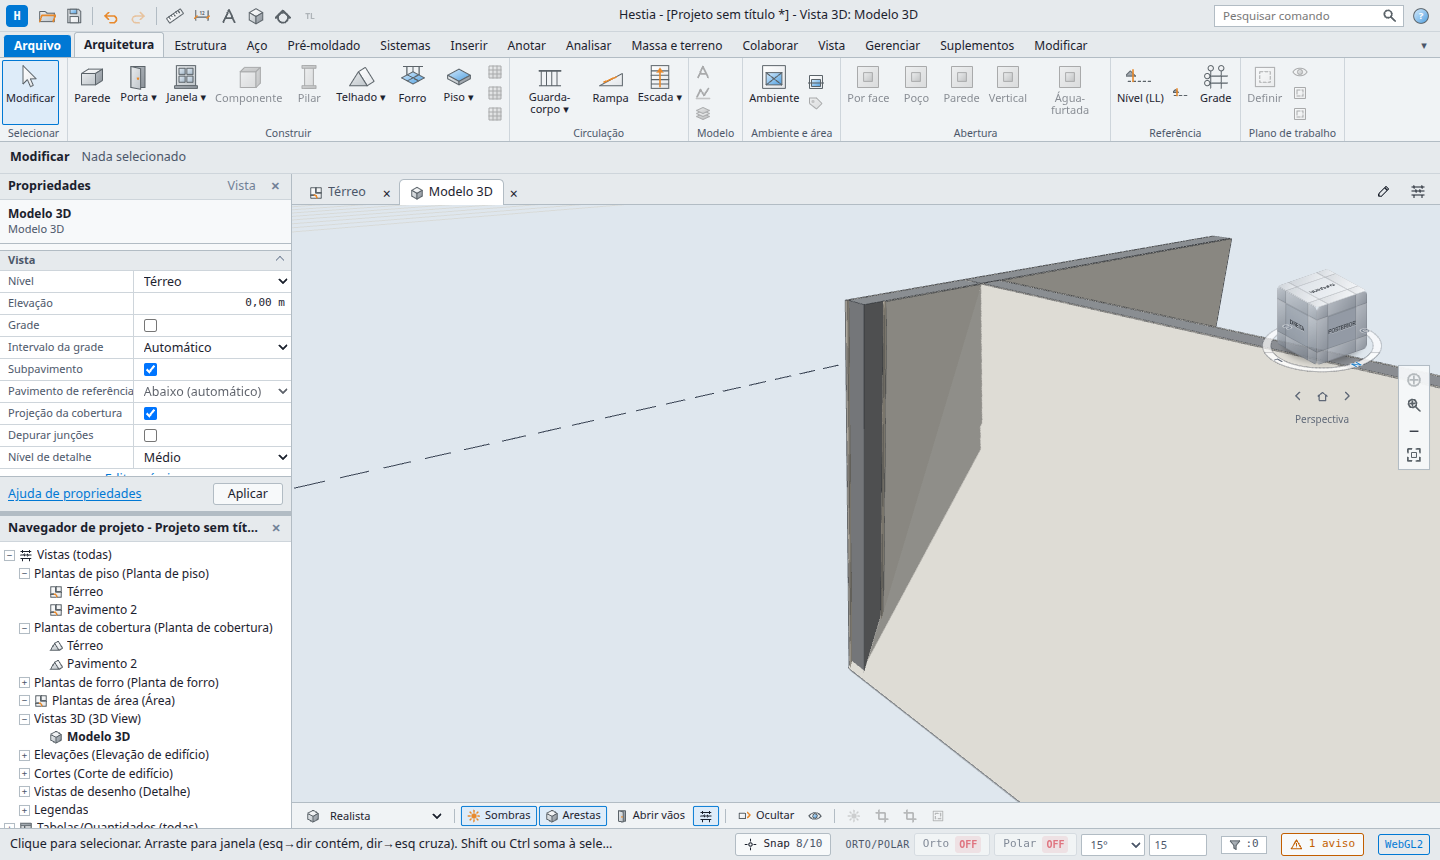 H
TL
Hestia - [Projeto sem título *] - Vista 3D: Modelo 3D
Pesquisar comando
?
Arquivo
Arquitetura
Estrutura
Aço
Pré-moldado
Sistemas
Inserir
Anotar
Analisar
Massa e terreno
Colaborar
Vista
Gerenciar
Suplementos
Modificar
Modificar
Parede
Porta ▾
Janela ▾
Componente
Pilar
Telhado ▾
Forro
Piso ▾
Guarda-
corpo ▾
Rampa
Escada ▾
Ambiente
Por face
Poço
Parede
Vertical
Água-
furtada
Nível (LL)
Grade
Definir
Selecionar
Construir
Circulação
Modelo
Ambiente e área
Abertura
Referência
Plano de trabalho
Modificar Nada selecionado
Propriedades
Vista
Modelo 3D
Modelo 3D
Vista
Nível Térreo
Elevação 0,00 m
Grade
Intervalo da grade Automático
Subpavimento
Pavimento de referência Abaixo (automático)
Projeção da cobertura
Depurar junções
Nível de detalhe Médio
Ajuda de propriedades
Aplicar
Navegador de projeto - Projeto sem tít...
Vistas (todas)
Plantas de piso (Planta de piso)
Térreo
Pavimento 2
Plantas de cobertura (Planta de cobertura)
Térreo
Pavimento 2
Plantas de forro (Planta de forro)
Plantas de área (Área)
Vistas 3D (3D View)
Modelo 3D
Elevações (Elevação de edifício)
Cortes (Corte de edifício)
Vistas de desenho (Detalhe)
Legendas
Tabelas/Quantidades (todas)
Térreo
Modelo 3D
POSTERIOR
Perspectiva
Realista
Sombras
Arestas
Abrir vãos
Ocultar
Clique para selecionar. Arraste para janela (esq→dir contém, dir→esq cruza). Shift ou Ctrl soma à sele...
Snap 8/10
ORTO/POLAR
Orto OFF
Polar OFF
15°
15
:0
1 aviso
WebGL2